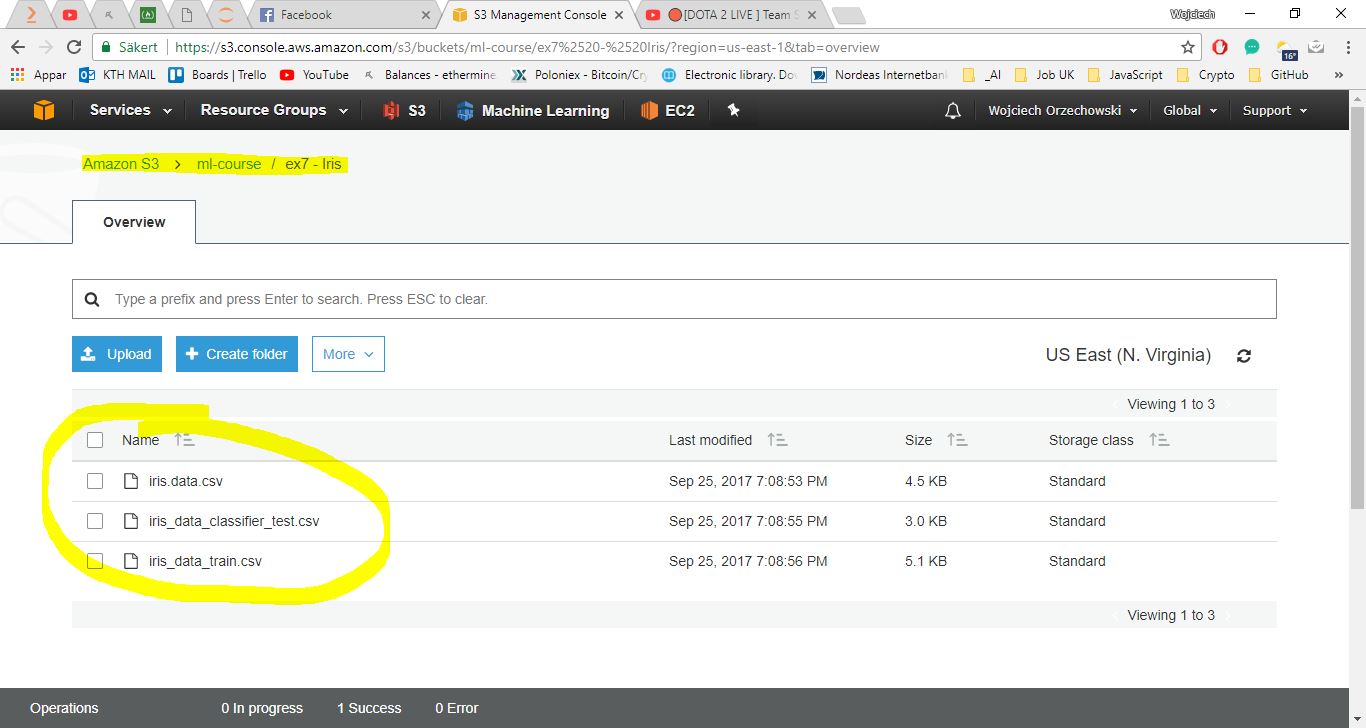 Facebook
S3 Management Console
[DOTA 2 LIVE ] Team
Wojciech
Säkert
https://s3.console.aws.amazon.com/s3/buckets/ml-course/ex7%2520-%2520Iris/?region=us-east-1&tab=overview
16°
Appar
KTH MAIL
Boards | Trello
YouTube
Balances - ethermine
Poloniex - Bitcoin/Cry
Electronic library. Do
Nordeas Internetbank
_AI
Job UK
JavaScript
Crypto
GitHub
»
Services
Resource Groups
S3
Machine Learning
EC2
Wojciech Orzechowski
Global
Support
Amazon S3 > ml-course / ex7 - Iris
Overview
Type a prefix and press Enter to search. Press ESC to clear.
Upload
+ Create folder
More
US East (N. Virginia)
Viewing 1 to 3
Name Last modified Size Storage class
iris.data.csv Sep 25, 2017 7:08:53 PM 4.5 KB Standard
iris_data_classifier_test.csv Sep 25, 2017 7:08:55 PM 3.0 KB Standard
iris_data_train.csv Sep 25, 2017 7:08:56 PM 5.1 KB Standard
Viewing 1 to 3
Operations 0 In progress 1 Success 0 Error